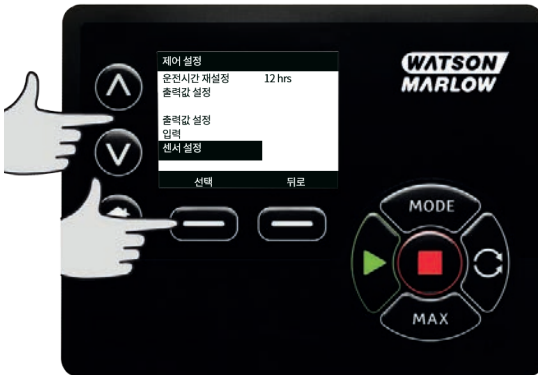 제어 설정
운전시간 재설정 12 hrs
출력값 설정
출력값 설정
입력
센서 설정
선택 뒤로
WATSON
MARLOW
MODE
MAX